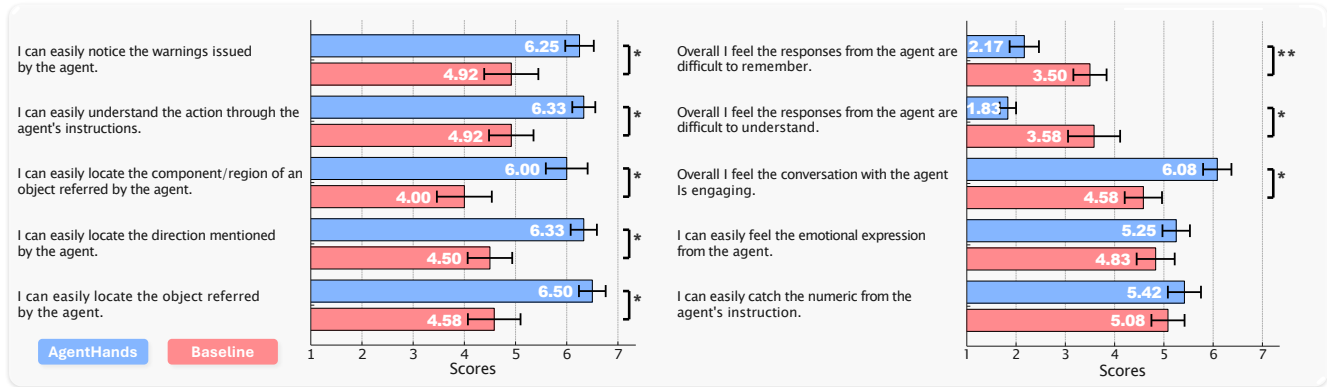 I can easily notice the warnings issued
by the agent.
6.25
4.92
*
I can easily understand the action through the
agent's instructions.
6.33
4.92
*
I can easily locate the component/region of an
object referred by the agent.
6.00
4.00
*
I can easily locate the direction mentioned
by the agent.
6.33
4.50
*
I can easily locate the object referred
by the agent.
6.50
4.58
*
AgentHands
Baseline
1 2 3 4 5 6 7
Scores
Overall I feel the responses from the agent are
difficult to remember.
2.17
3.50
**
Overall I feel the responses from the agent are
difficult to understand.
1.83
3.58
*
Overall I feel the conversation with the agent
Is engaging.
6.08
4.58
*
I can easily feel the emotional expression
from the agent.
5.25
4.83
I can easily catch the numeric from the
agent's instruction.
5.42
5.08
1 2 3 4 5 6 7
Scores